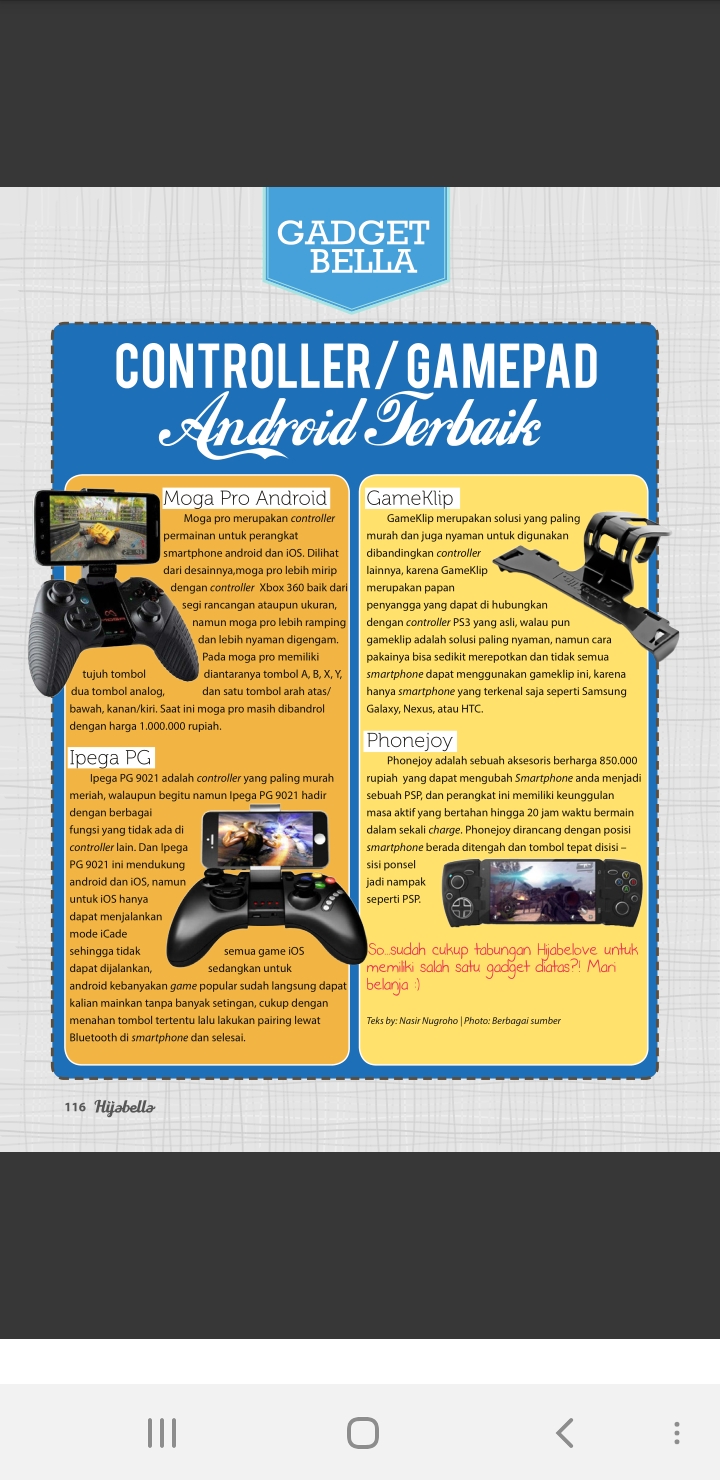 GADGET
BELLA
CONTROLLER/GAMEPAD
Android Terbaik
Moga Pro Android
Moga pro merupakan controller
permainan untuk perangkat
smartphone android dan iOS. Dilihat
dari desainnya,moga pro lebih mirip
dengan controller Xbox 360 baik dari
segi rancangan ataupun ukuran,
namun moga pro lebih ramping
dan lebih nyaman digengam.
Pada moga pro memiliki
tujuh tombol diantaranya tombol A, B, X, Y,
dua tombol analog, dan satu tombol arah atas/
bawah, kanan/kiri. Saat ini moga pro masih dibandrol
dengan harga 1.000.000 rupiah.
Ipega PG
Ipega PG 9021 adalah controller yang paling murah
meriah, walaupun begitu namun Ipega PG 9021 hadir
dengan berbagai
fungsi yang tidak ada di
controller lain. Dan Ipega
PG 9021 ini mendukung
android dan iOS, namun
untuk iOS hanya
dapat menjalankan
mode iCade
sehingga tidak semua game iOS
dapat dijalankan, sedangkan untuk
android kebanyakan game popular sudah langsung dapat
kalian mainkan tanpa banyak setingan, cukup dengan
menahan tombol tertentu lalu lakukan pairing lewat
Bluetooth di smartphone dan selesai.
GameKlip
GameKlip merupakan solusi yang paling
murah dan juga nyaman untuk digunakan
dibandingkan controller
lainnya, karena GameKlip
merupakan papan
penyangga yang dapat di hubungkan
dengan controller PS3 yang asli, walau pun
gameklip adalah solusi paling nyaman, namun cara
pakainya bisa sedikit merepotkan dan tidak semua
smartphone dapat menggunakan gameklip ini, karena
hanya smartphone yang terkenal saja seperti Samsung
Galaxy, Nexus, atau HTC.
Phonejoy
Phonejoy adalah sebuah aksesoris berharga 850.000
rupiah yang dapat mengubah Smartphone anda menjadi
sebuah PSP, dan perangkat ini memiliki keunggulan
masa aktif yang bertahan hingga 20 jam waktu bermain
dalam sekali charge. Phonejoy dirancang dengan posisi
smartphone berada ditengah dan tombol tepat disisi –
sisi ponsel
jadi nampak
seperti PSP.
So...sudah cukup tabungan Hijabelove untuk
memiliki salah satu gadget diatas?! Mari
belanja :)
Teks by: Nasir Nugroho | Photo: Berbagai sumber
116 Hijabella